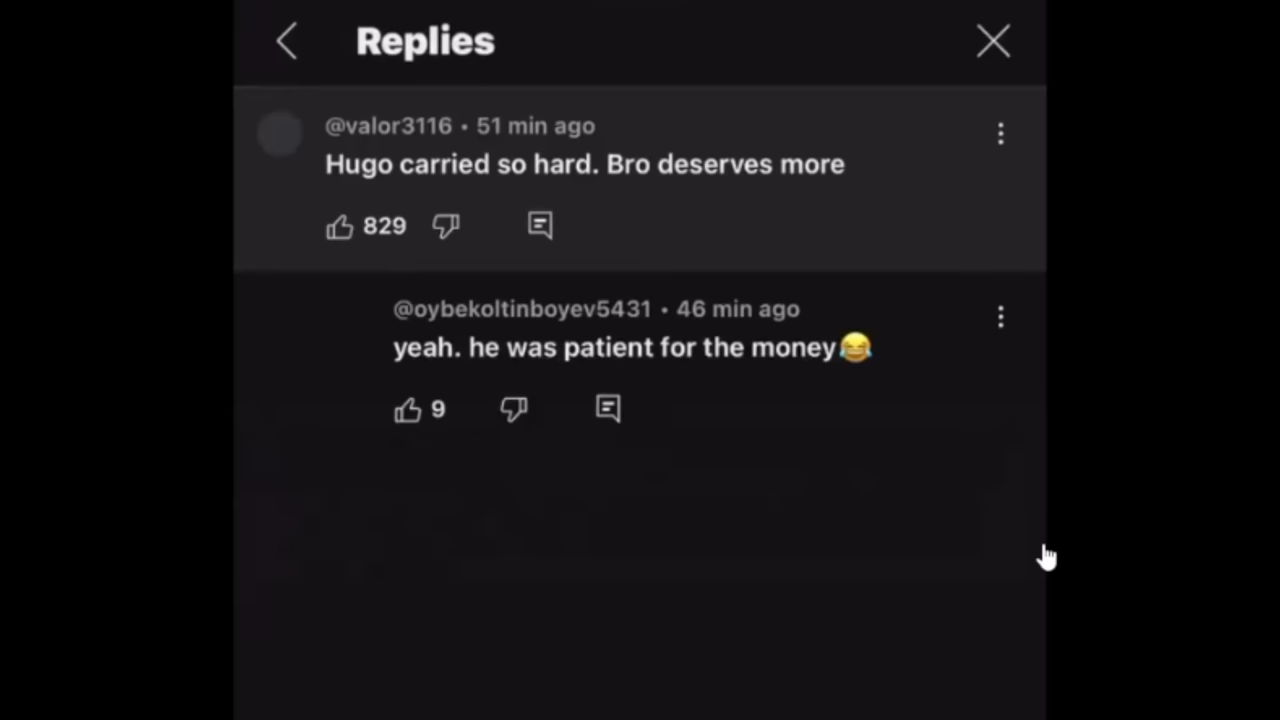 Replies
@valor3116 • 51 min ago
Hugo carried so hard. Bro deserves more
829
@oybekoltinboyev5431 • 46 min ago
yeah. he was patient for the money😂
9